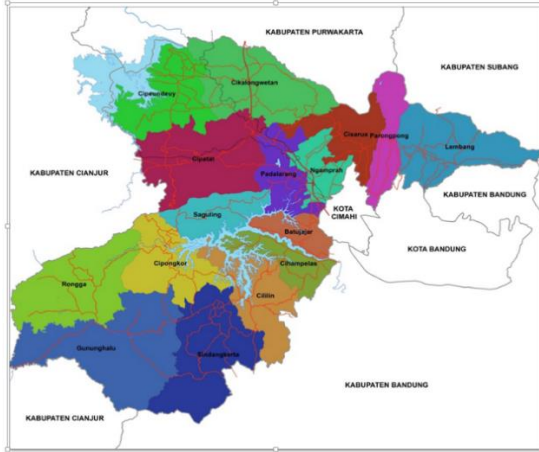 KABUPATEN PURWAKARTA
KABUPATEN SUBANG
Cikalongwetan
Cipeundeuy
Cisarua
Parongpong
Lembang
Cipatat
Padalarang
Ngamprah
KABUPATEN CIANJUR
KABUPATEN BANDUNG
KOTA
CIMAHI
Saguling
Batujajar
KOTA BANDUNG
Cipongkor
Cihampelas
Rongga
Cililin
Gununghalu
Sindangkerta
KABUPATEN BANDUNG
KABUPATEN CIANJUR